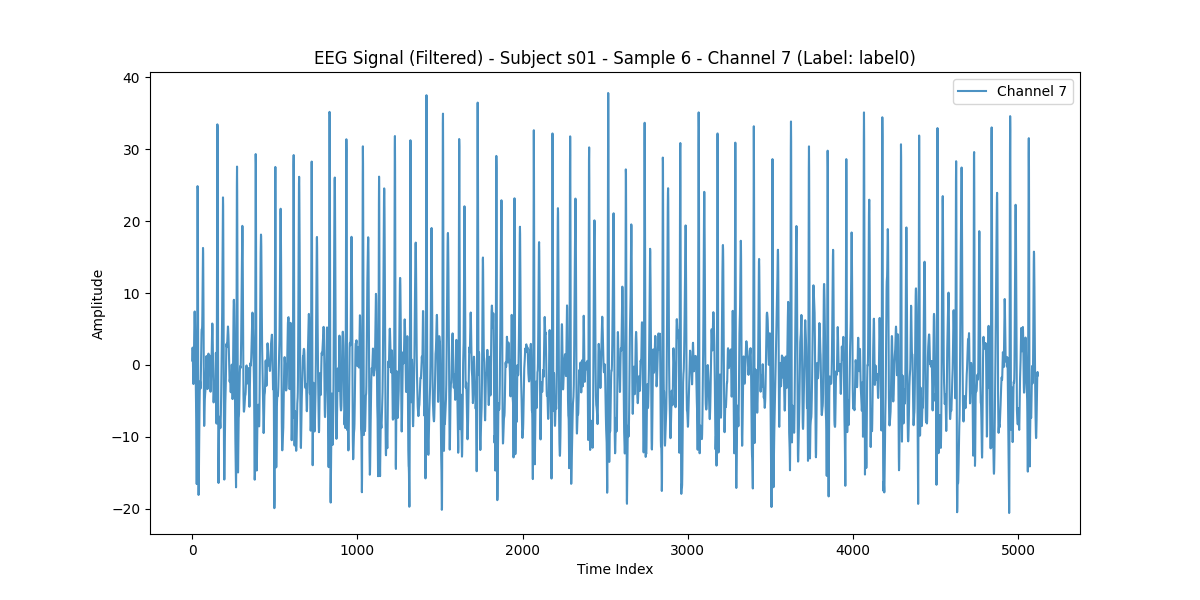 EEG Signal (Filtered) - Subject s01 - Sample 6 - Channel 7 (Label: label0)
Channel 7
40
30
20
10
0
−10
−20
Amplitude
0 1000 2000 3000 4000 5000
Time Index